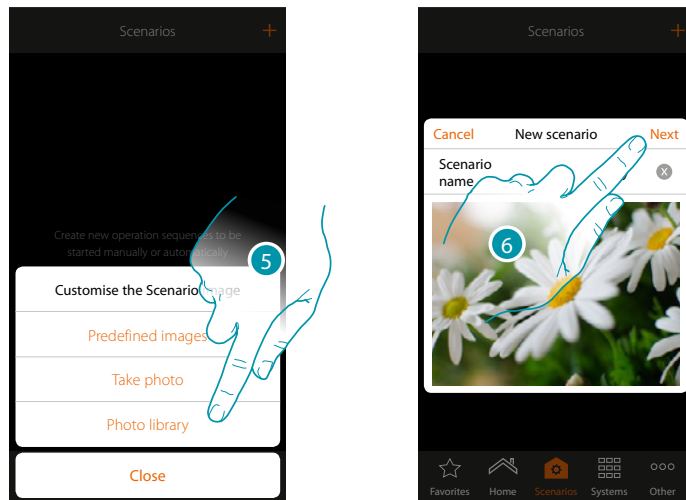 Scenarios +
Create new operation sequences to be
started manually or automatically
5
Customise the Scenario image
Predefined images
Take photo
Photo library
Close
Scenarios +
Cancel New scenario Next
Scenario
name
X
6
Favorites Home Scenarios Systems Other